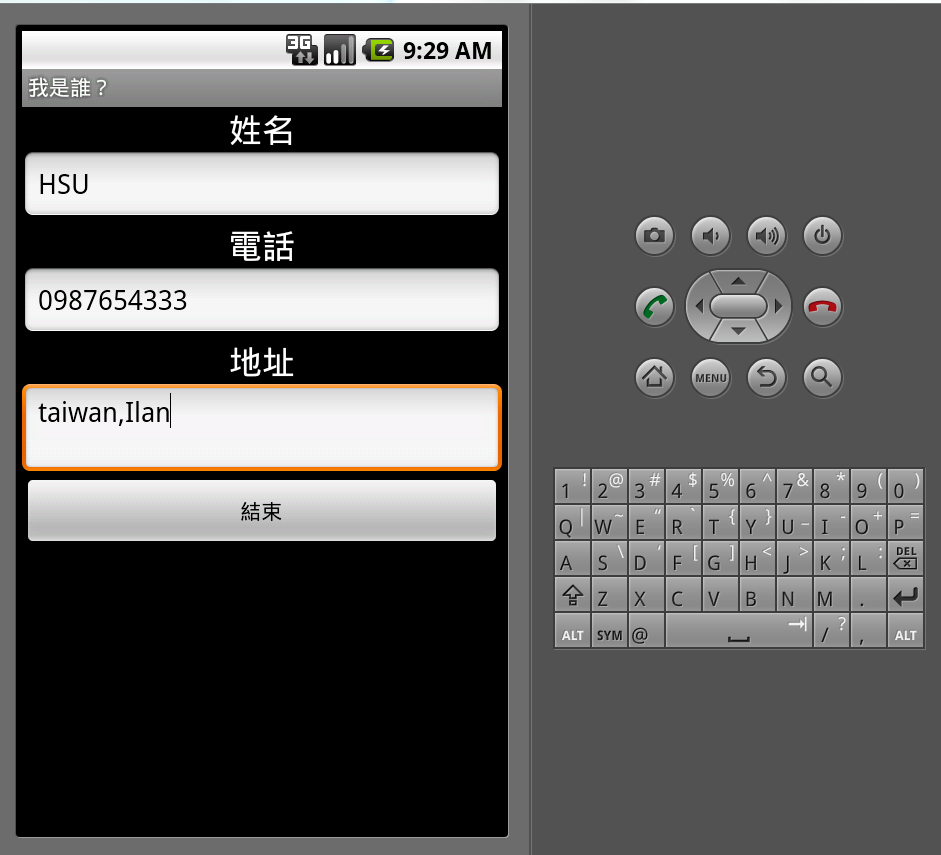 3G 9:29 AM
我是誰？
姓名
HSU
電話
0987654333
地址
taiwan,Ilan
結束
MENU
1 ! 2 @ 3 # 4 $ 5 % 6 ^ 7 & 8 * 9 ( 0 )
Q | W ~ E “ R ` T { Y } U _ I - O + P =
A S \ D ‘ F [ G ] H < J > K ; L : DEL
Z X C V B N M .
ALT SYM @ / ? , ALT